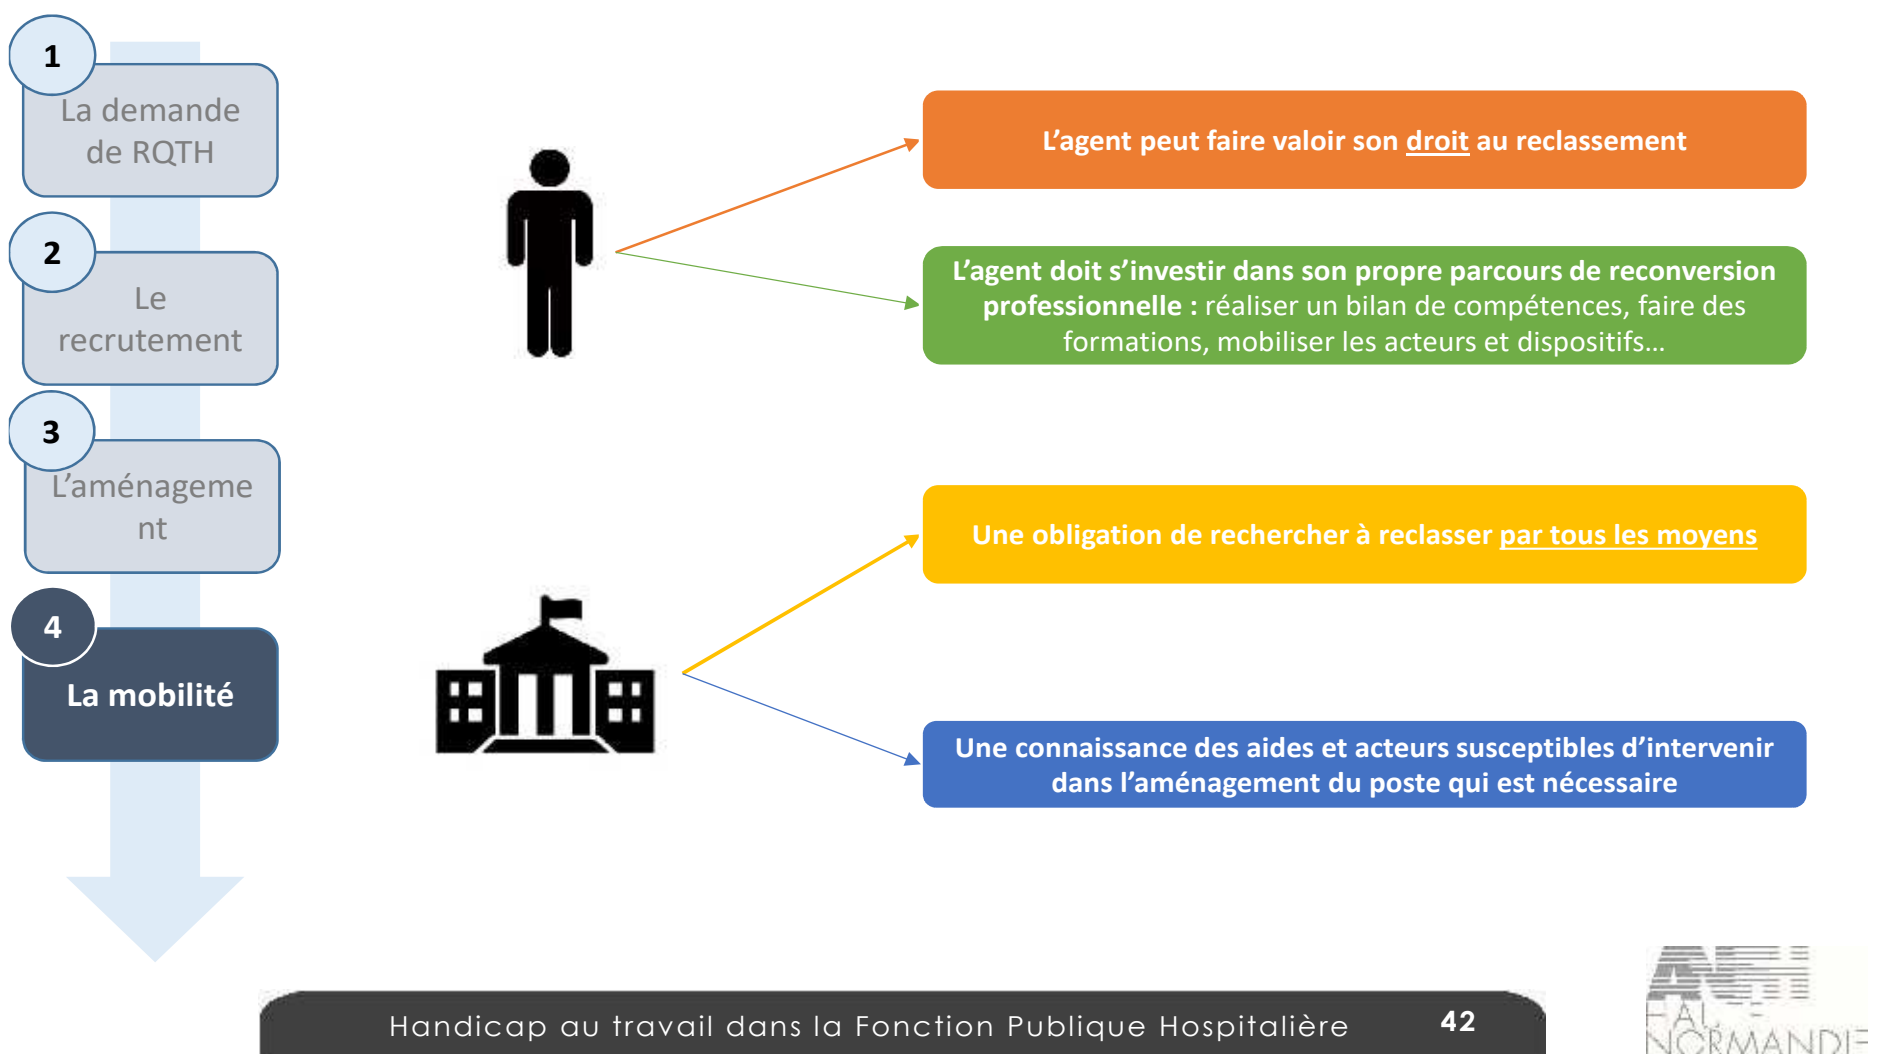 1
La demande
de RQTH
2
Le
recrutement
3
L'aménageme
nt
4
La mobilité
L'agent peut faire valoir son droit au reclassement
L'agent doit s'investir dans son propre parcours de reconversion
professionnelle : réaliser un bilan de compétences, faire des
formations, mobiliser les acteurs et dispositifs…
Une obligation de rechercher à reclasser par tous les moyens
Une connaissance des aides et acteurs susceptibles d'intervenir
dans l'aménagement du poste qui est nécessaire
Handicap au travail dans la Fonction Publique Hospitalière
42
NORMANDIE